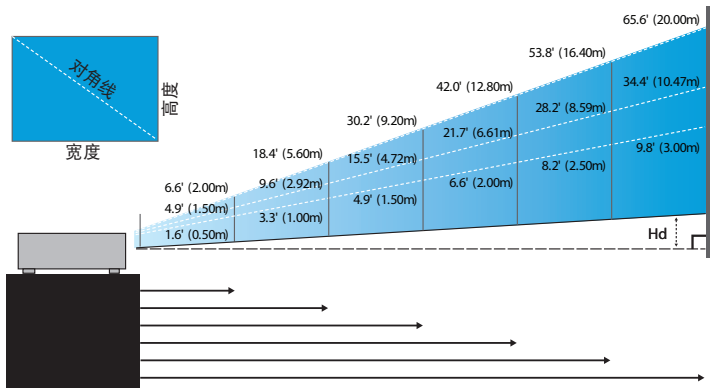 对角线
高度
宽度
65.6' (20.00m)
53.8' (16.40m)
42.0' (12.80m)
30.2' (9.20m)
18.4' (5.60m)
6.6' (2.00m)
34.4' (10.47m)
28.2' (8.59m)
21.7' (6.61m)
15.5' (4.72m)
9.6' (2.92m)
4.9' (1.50m)
9.8' (3.00m)
8.2' (2.50m)
6.6' (2.00m)
4.9' (1.50m)
3.3' (1.00m)
1.6' (0.50m)
Hd